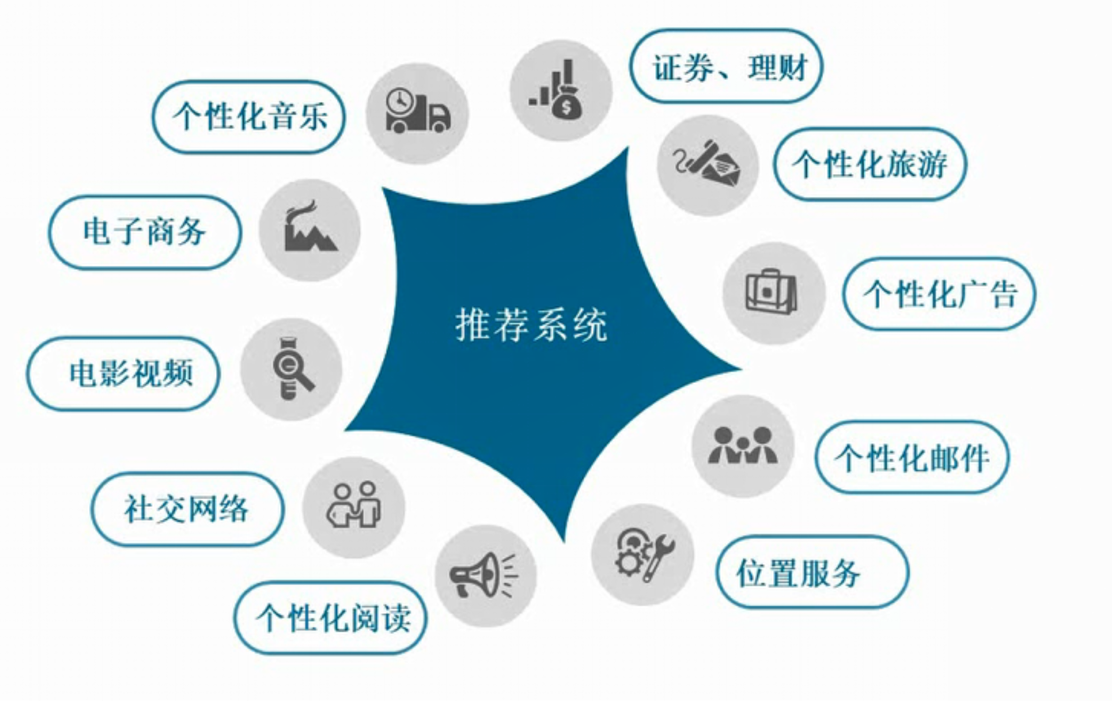 证券、理财
个性化音乐
个性化旅游
电子商务
个性化广告
推荐系统
电影视频
个性化邮件
社交网络
位置服务
个性化阅读